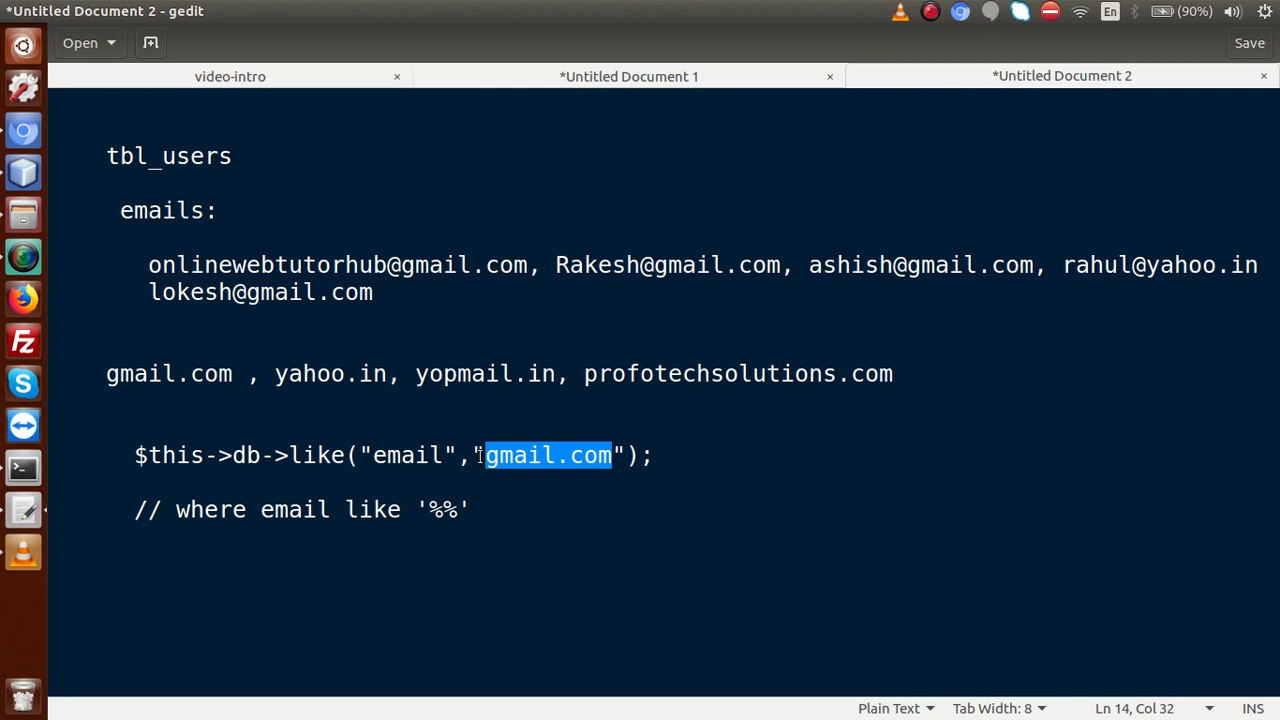 *Untitled Document 2 - gedit
En (90%)
Open Save
video-intro × *Untitled Document 1 × *Untitled Document 2 ×
tbl_users
emails:
onlinewebtutorhub@gmail.com, Rakesh@gmail.com, ashish@gmail.com, rahul@yahoo.in
lokesh@gmail.com
gmail.com , yahoo.in, yopmail.in, profotechsolutions.com
$this->db->like("email","gmail.com");
// where email like '%%'
Plain Text Tab Width: 8 Ln 14, Col 32 INS